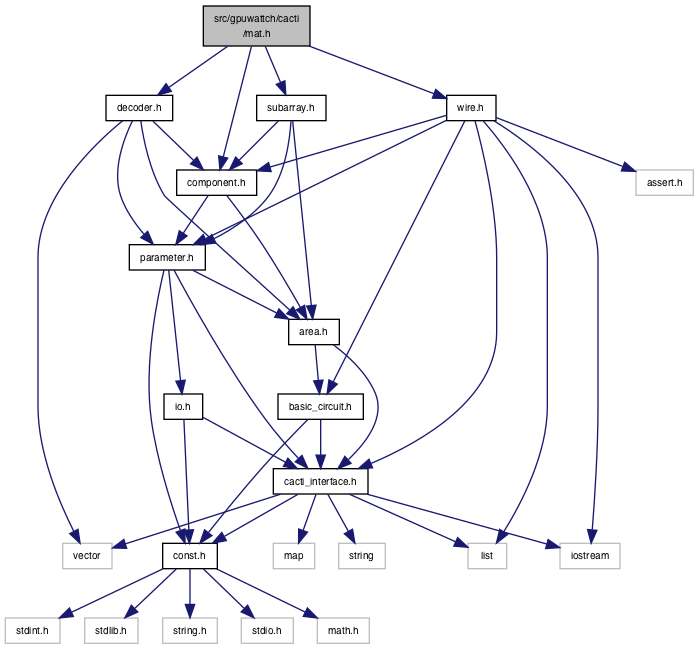 src/gpuwattch/cacti
/mat.h
decoder.h
subarray.h
wire.h
component.h
assert.h
parameter.h
area.h
io.h
basic_circuit.h
cacti_interface.h
vector
const.h
map
string
list
iostream
stdint.h
stdlib.h
string.h
stdio.h
math.h